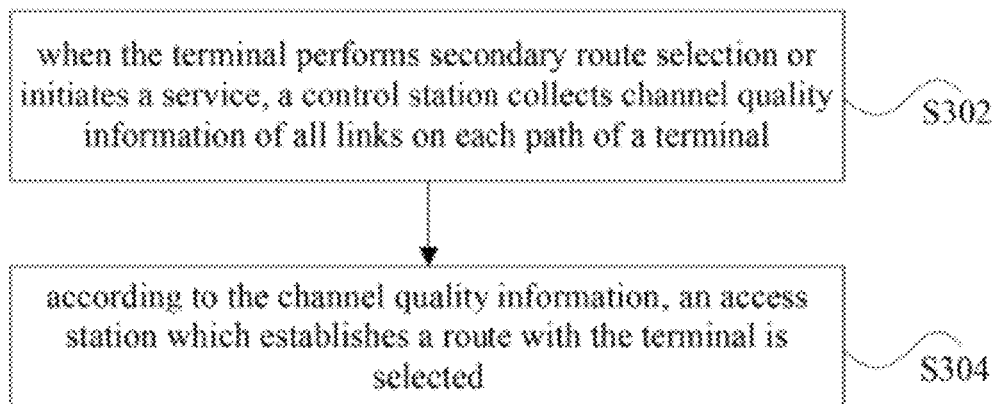 when the terminal performs secondary route selection or
initiates a service, a control station collects channel quality
information of all links on each path of a terminal
S302
according to the channel quality information, an access
station which establishes a route with the terminal is
selected
S304